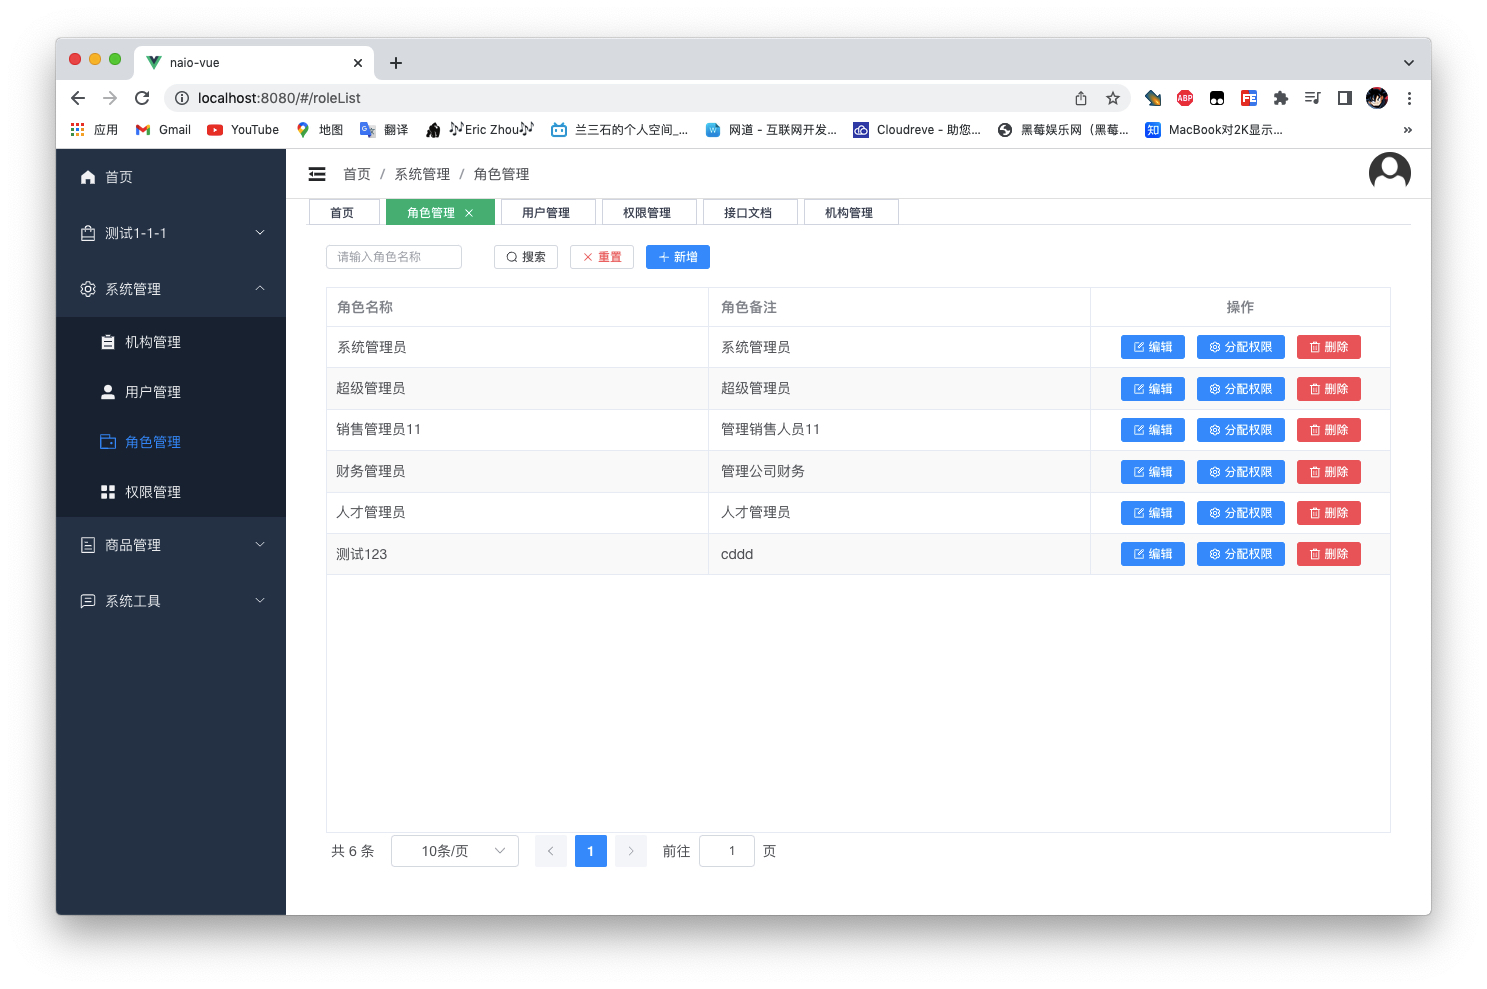 naio-vue
localhost:8080/#/roleList
ABP
FE
应用 Gmail YouTube 地图 翻译 🎶Eric Zhou🎶 兰三石的个人空间_... 网道 - 互联网开发... Cloudreve - 助您... 黑莓娱乐网（黑莓... 知 MacBook对2K显示... »
首页
测试1-1-1
系统管理
机构管理
用户管理
角色管理
权限管理
商品管理
系统工具
首页 / 系统管理 / 角色管理
首页 角色管理 × 用户管理 权限管理 接口文档 机构管理
请输入角色名称 搜索 重置 新增
角色名称 角色备注 操作
系统管理员 系统管理员 编辑 分配权限 删除
超级管理员 超级管理员 编辑 分配权限 删除
销售管理员11 管理销售人员11 编辑 分配权限 删除
财务管理员 管理公司财务 编辑 分配权限 删除
人才管理员 人才管理员 编辑 分配权限 删除
测试123 cddd 编辑 分配权限 删除
共 6 条 10条/页 1 前往 1 页